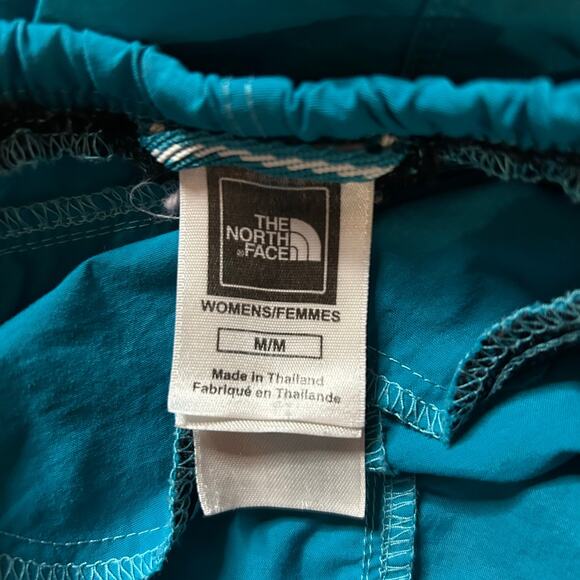 THE
NORTH
FACE
WOMENS/FEMMES
M/M
Made in Thailand
Fabriqué en Thaïlande